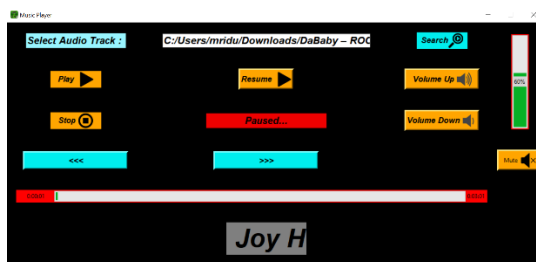 Music Player
Select Audio Track :
C:/Users/mridu/Downloads/DaBaby – ROC
Search
Play
Resume
Volume Up
60%
Stop
Paused...
Volume Down
<<<
>>>
Mute
Joy H